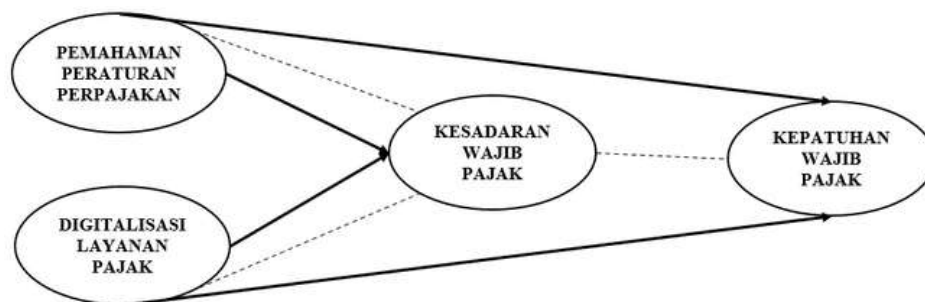 PEMAHAMAN
PERATURAN
PERPAJAKAN
KESADARAN
WAJIB
PAJAK
KEPATUHAN
WAJIB
PAJAK
DIGITALISASI
LAYANAN
PAJAK